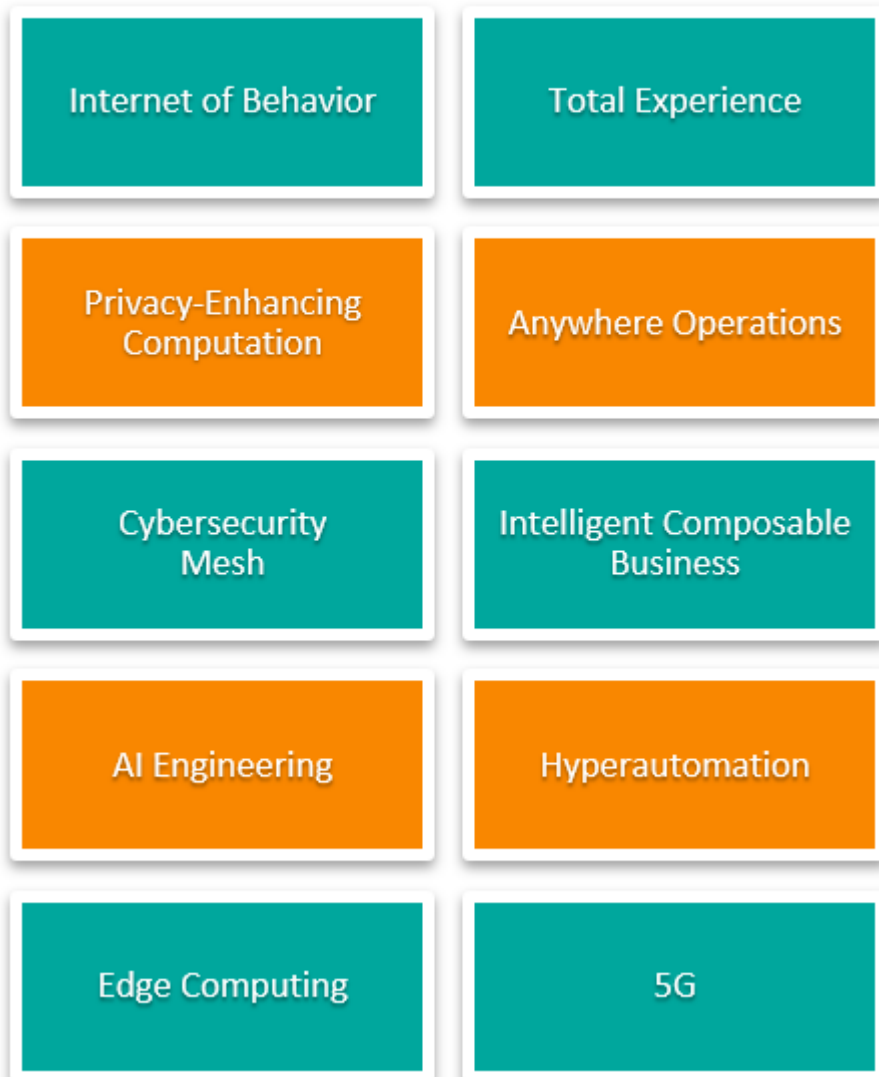 Internet of Behavior
Total Experience
Privacy-Enhancing
Computation
Anywhere Operations
Cybersecurity
Mesh
Intelligent Composable
Business
AI Engineering
Hyperautomation
Edge Computing
5G